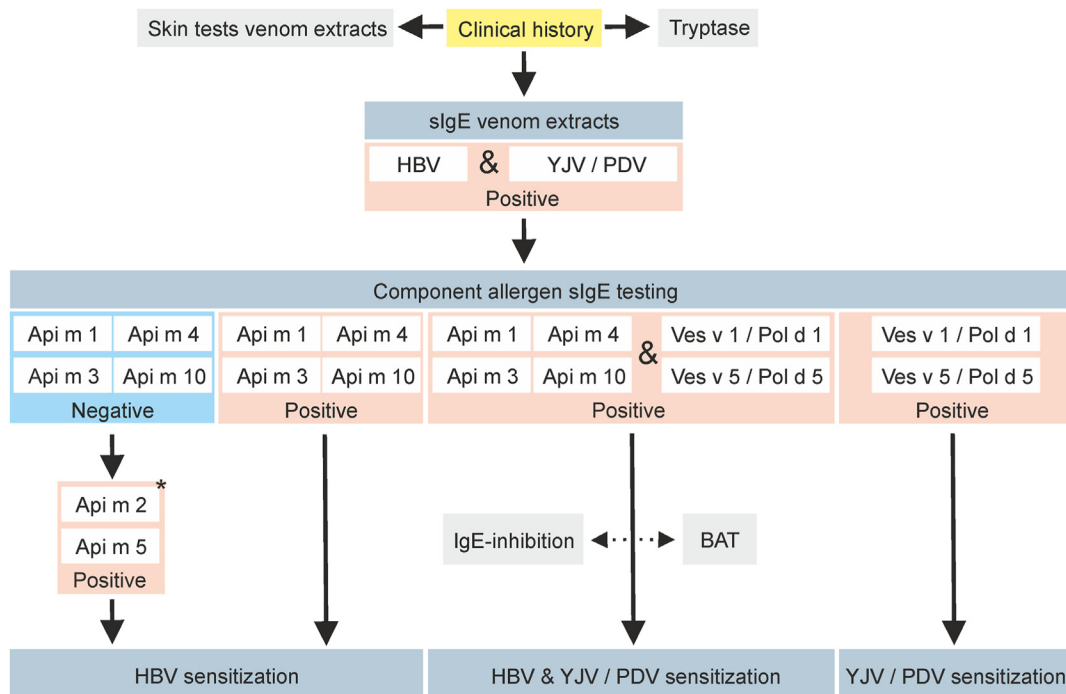 Skin tests venom extracts
Clinical history
Tryptase
sIgE venom extracts
HBV & YJV / PDV
Positive
Component allergen sIgE testing
Api m 1 Api m 4
Api m 3 Api m 10
Negative
Api m 1 Api m 4
Api m 3 Api m 10
Positive
Api m 1 Api m 4
Api m 3 Api m 10
&
Ves v 1 / Pol d 1
Ves v 5 / Pol d 5
Positive
Ves v 1 / Pol d 1
Ves v 5 / Pol d 5
Positive
Api m 2 *
Api m 5
Positive
IgE-inhibition
BAT
HBV sensitization
HBV & YJV / PDV sensitization
YJV / PDV sensitization